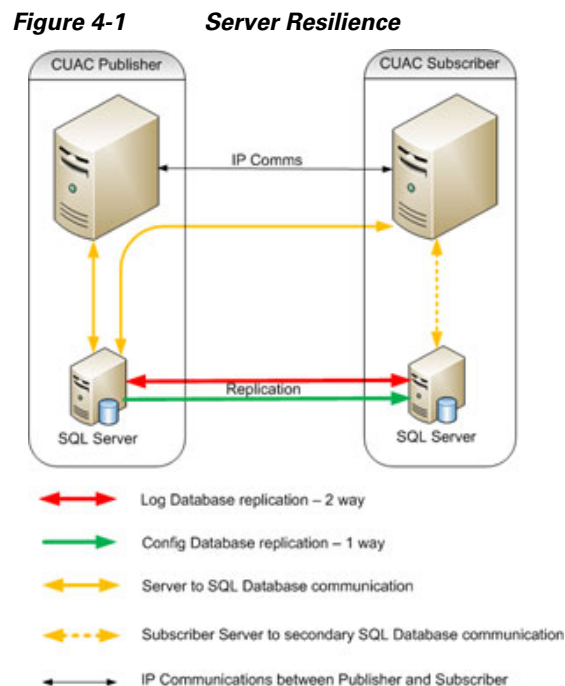 Figure 4-1 Server Resilience
CUAC Publisher
CUAC Subscriber
IP Comms
Replication
SQL Server
SQL Server
Log Database replication – 2 way
Config Database replication – 1 way
Server to SQL Database communication
Subscriber Server to secondary SQL Database communication
IP Communications between Publisher and Subscriber